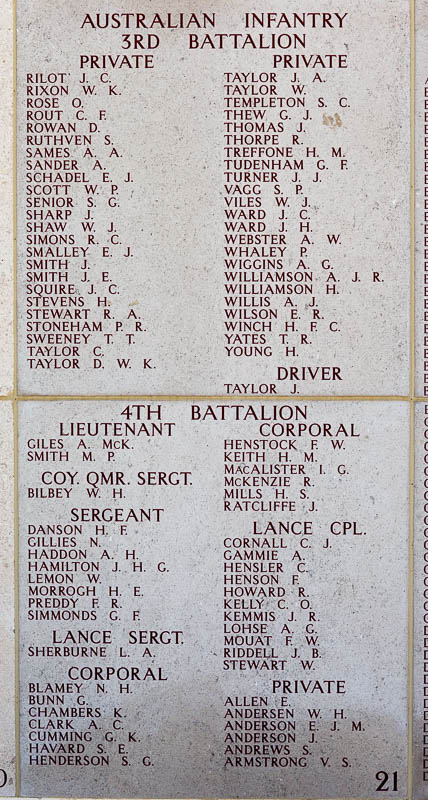 AUSTRALIAN INFANTRY
3RD BATTALION
PRIVATE
RILOT J. C.
RIXON W. K.
ROSE O.
ROUT C. F.
ROWAN D.
RUTHVEN S.
SAMES A. A.
SANDER A.
SCHADEL E. J.
SCOTT W. P.
SENIOR S. G.
SHARP J.
SHAW W. J.
SIMONS R. C.
SMALLEY E. J.
SMITH J.
SMITH J. E.
SQUIRE J. C.
STEVENS H.
STEWART R. A.
STONEHAM P. R.
SWEENEY T. T.
TAYLOR C.
TAYLOR D. W. K.
PRIVATE
TAYLOR J. A.
TAYLOR W.
TEMPLETON S. C.
THEW G. J.
THOMAS J.
THORPE R.
TREFFONE H. M.
TUDENHAM G. F.
TURNER J. J.
VAGG S. P.
VILES W. J.
WARD J. C.
WARD J. H.
WEBSTER A. W.
WHALEY P.
WIGGINS A. G.
WILLIAMSON A. J. R.
WILLIAMSON H.
WILLIS A. J.
WILSON E. R.
WINCH H. F. C.
YATES T. R.
YOUNG H.
DRIVER
TAYLOR J.
4TH BATTALION
LIEUTENANT
GILES A. McK.
SMITH M. P.
COY. QMR. SERGT.
BILBEY W. H.
SERGEANT
DANSON H. F.
GILLIES N.
HADDON A. H.
HAMILTON J. H. G.
LEMON W.
MORROGH H. E.
PREDDY F. R.
SIMMONDS G. F.
LANCE SERGT.
SHERBURNE L. A.
CORPORAL
BLAMEY N. H.
BUNN G.
CHAMBERS K.
CLARK A. C.
CUMMING G. K.
HAVARD S. E.
HENDERSON S. G.
CORPORAL
HENSTOCK F. W.
KEITH H. M.
MACALISTER I. G.
McKENZIE R.
MILLS H. S.
RATCLIFFE J.
LANCE CPL.
CORNALL C. J.
GAMMIE A.
HENSLER C.
HENSON F.
HOWARD R.
KELLY C. O.
KEMMIS J. R.
LOHSE A. G.
MOUAT F. W.
RIDDELL J. B.
STEWART W.
PRIVATE
ALLEN E.
ANDERSEN W. H.
ANDERSON E. J. M.
ANDERSON J.
ANDREWS S.
ARMSTRONG V. S.
21